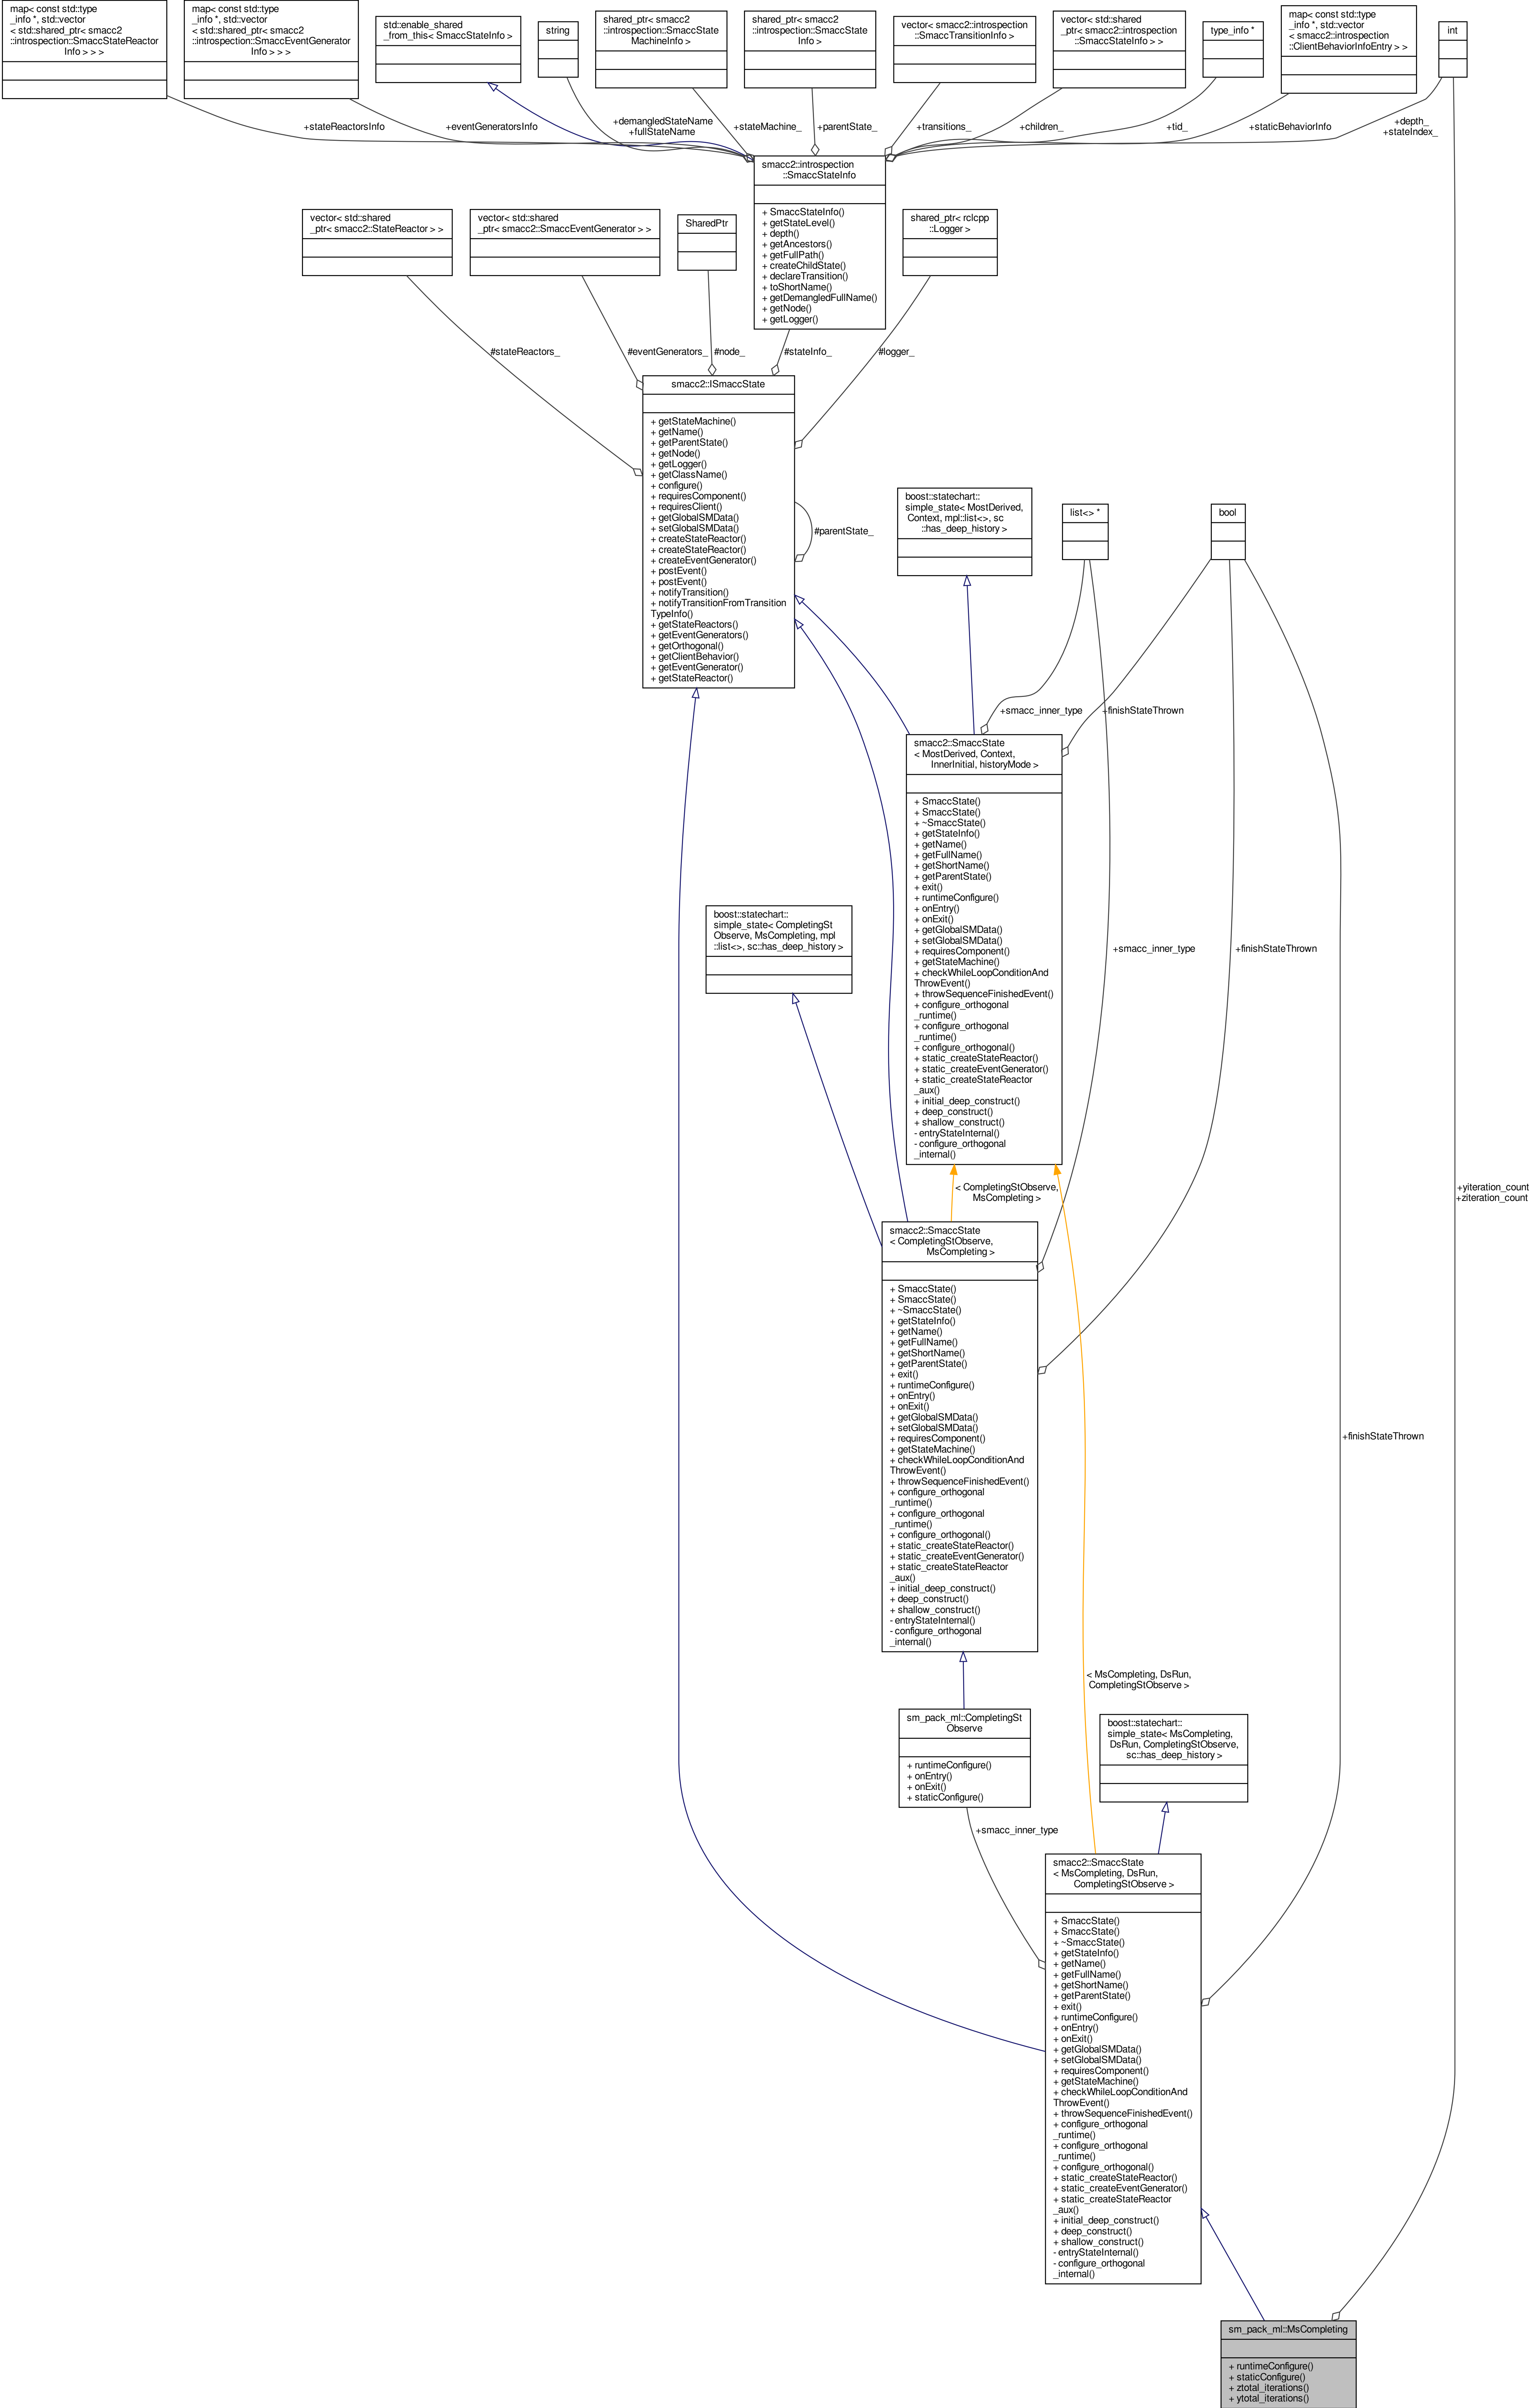 map< const std::type
_info *, std::vector
< std::shared_ptr< smacc2
::introspection::SmaccStateReactor
Info > > >
map< const std::type
_info *, std::vector
< std::shared_ptr< smacc2
::introspection::SmaccEventGenerator
Info > > >
std::enable_shared
_from_this< SmaccStateInfo >
string
shared_ptr< smacc2
::introspection::SmaccState
MachineInfo >
shared_ptr< smacc2
::introspection::SmaccState
Info >
vector< smacc2::introspection
::SmaccTransitionInfo >
vector< std::shared
_ptr< smacc2::introspection
::SmaccStateInfo > >
type_info *
map< const std::type
_info *, std::vector
< smacc2::introspection
::ClientBehaviorInfoEntry > >
int
+stateReactorsInfo
+eventGeneratorsInfo
+demangledStateName
+fullStateName
+stateMachine_
+parentState_
+transitions_
+children_
+tid_
+staticBehaviorInfo
+depth_
+stateIndex_
smacc2::introspection
::SmaccStateInfo
+ SmaccStateInfo()
+ getStateLevel()
+ depth()
+ getAncestors()
+ getFullPath()
+ createChildState()
+ declareTransition()
+ toShortName()
+ getDemangledFullName()
+ getNode()
+ getLogger()
vector< std::shared
_ptr< smacc2::StateReactor > >
vector< std::shared
_ptr< smacc2::SmaccEventGenerator > >
SharedPtr
shared_ptr< rclcpp
::Logger >
#stateReactors_
#eventGenerators_
#node_
#stateInfo_
#logger_
smacc2::ISmaccState
+ getStateMachine()
+ getName()
+ getParentState()
+ getNode()
+ getLogger()
+ getClassName()
+ configure()
+ requiresComponent()
+ requiresClient()
+ getGlobalSMData()
+ setGlobalSMData()
+ createStateReactor()
+ createStateReactor()
+ createEventGenerator()
+ postEvent()
+ postEvent()
+ notifyTransition()
+ notifyTransitionFromTransition
TypeInfo()
+ getStateReactors()
+ getEventGenerators()
+ getOrthogonal()
+ getClientBehavior()
+ getEventGenerator()
+ getStateReactor()
#parentState_
boost::statechart::
simple_state< MostDerived,
Context, mpl::list<>, sc
::has_deep_history >
list<> *
bool
+smacc_inner_type
+finishStateThrown
smacc2::SmaccState
< MostDerived, Context,
InnerInitial, historyMode >
+ SmaccState()
+ SmaccState()
+ ~SmaccState()
+ getStateInfo()
+ getName()
+ getFullName()
+ getShortName()
+ getParentState()
+ exit()
+ runtimeConfigure()
+ onEntry()
+ onExit()
+ getGlobalSMData()
+ setGlobalSMData()
+ requiresComponent()
+ getStateMachine()
+ checkWhileLoopConditionAnd
ThrowEvent()
+ throwSequenceFinishedEvent()
+ configure_orthogonal
_runtime()
+ configure_orthogonal
_runtime()
+ configure_orthogonal()
+ static_createStateReactor()
+ static_createEventGenerator()
+ static_createStateReactor
_aux()
+ initial_deep_construct()
+ deep_construct()
+ shallow_construct()
- entryStateInternal()
- configure_orthogonal
_internal()
boost::statechart::
simple_state< CompletingSt
Observe, MsCompleting, mpl
::list<>, sc::has_deep_history >
+smacc_inner_type
+finishStateThrown
< CompletingStObserve,
MsCompleting >
+yiteration_count
+ziteration_count
smacc2::SmaccState
< CompletingStObserve,
MsCompleting >
+ SmaccState()
+ SmaccState()
+ ~SmaccState()
+ getStateInfo()
+ getName()
+ getFullName()
+ getShortName()
+ getParentState()
+ exit()
+ runtimeConfigure()
+ onEntry()
+ onExit()
+ getGlobalSMData()
+ setGlobalSMData()
+ requiresComponent()
+ getStateMachine()
+ checkWhileLoopConditionAnd
ThrowEvent()
+ throwSequenceFinishedEvent()
+ configure_orthogonal
_runtime()
+ configure_orthogonal
_runtime()
+ configure_orthogonal()
+ static_createStateReactor()
+ static_createEventGenerator()
+ static_createStateReactor
_aux()
+ initial_deep_construct()
+ deep_construct()
+ shallow_construct()
- entryStateInternal()
- configure_orthogonal
_internal()
+finishStateThrown
< MsCompleting, DsRun,
CompletingStObserve >
sm_pack_ml::CompletingSt
Observe
+ runtimeConfigure()
+ onEntry()
+ onExit()
+ staticConfigure()
boost::statechart::
simple_state< MsCompleting,
DsRun, CompletingStObserve,
sc::has_deep_history >
+smacc_inner_type
smacc2::SmaccState
< MsCompleting, DsRun,
CompletingStObserve >
+ SmaccState()
+ SmaccState()
+ ~SmaccState()
+ getStateInfo()
+ getName()
+ getFullName()
+ getShortName()
+ getParentState()
+ exit()
+ runtimeConfigure()
+ onEntry()
+ onExit()
+ getGlobalSMData()
+ setGlobalSMData()
+ requiresComponent()
+ getStateMachine()
+ checkWhileLoopConditionAnd
ThrowEvent()
+ throwSequenceFinishedEvent()
+ configure_orthogonal
_runtime()
+ configure_orthogonal
_runtime()
+ configure_orthogonal()
+ static_createStateReactor()
+ static_createEventGenerator()
+ static_createStateReactor
_aux()
+ initial_deep_construct()
+ deep_construct()
+ shallow_construct()
- entryStateInternal()
- configure_orthogonal
_internal()
sm_pack_ml::MsCompleting
+ runtimeConfigure()
+ staticConfigure()
+ ztotal_iterations()
+ ytotal_iterations()